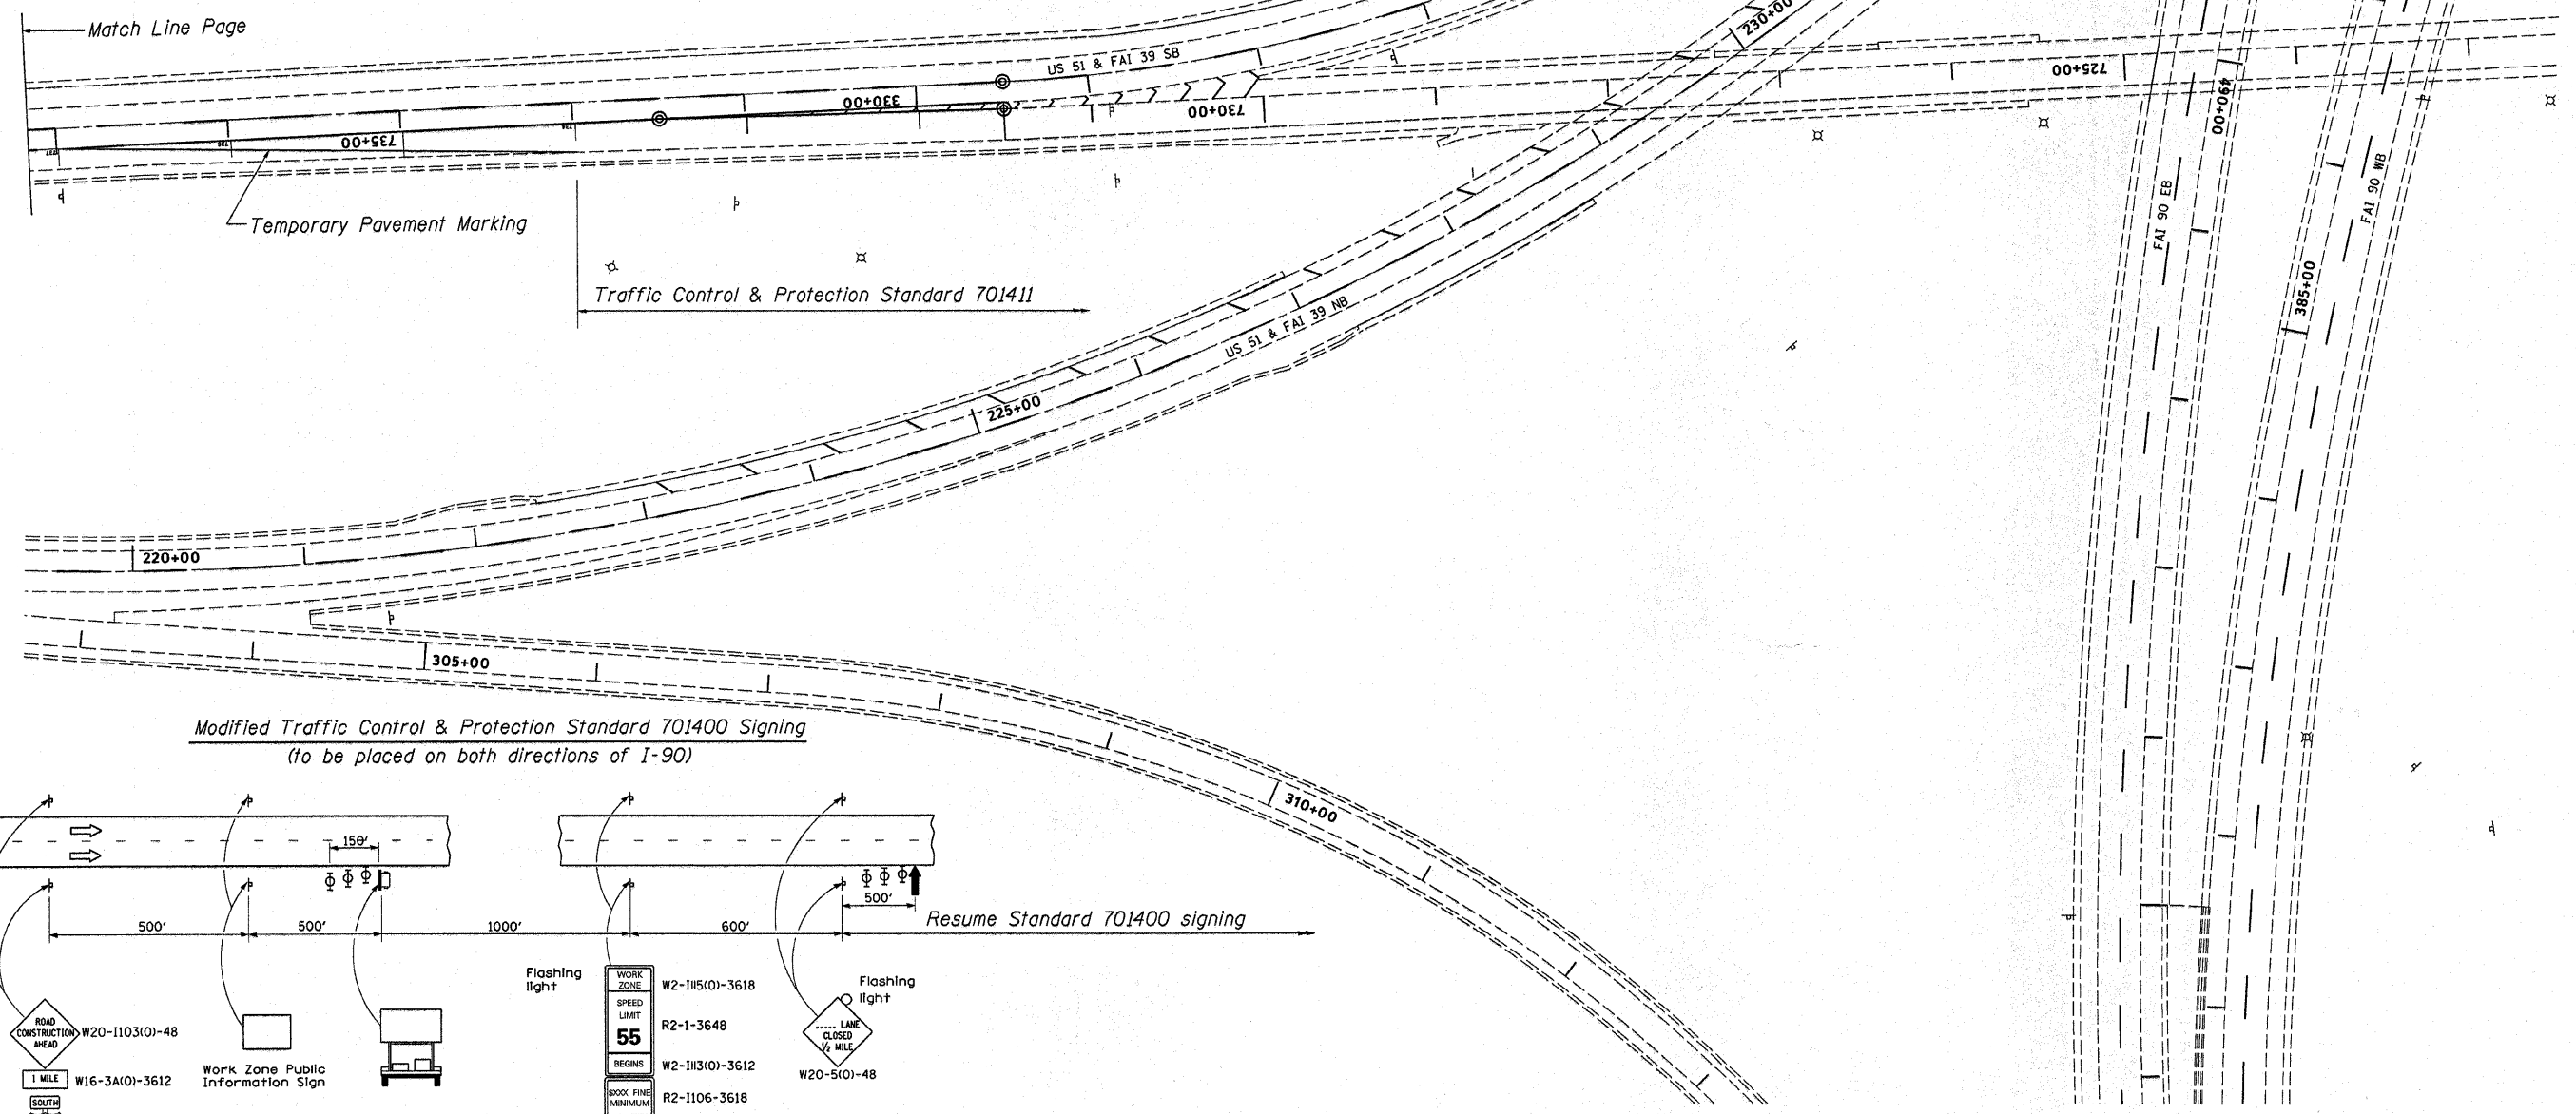 Match Line Page
US 51 & FAI 39 SB
230+00
725+00
330+00
730+00
735+00
490+00
Temporary Pavement Marking
FAI 90 EB
FAI 90 WB
385+00
Traffic Control & Protection Standard 701411
US 51 & FAI 39 NB
225+00
220+00
305+00
Modified Traffic Control & Protection Standard 701400 Signing
(to be placed on both directions of I-90)
310+00
150'
500'
500'
500'
1000'
600'
Resume Standard 701400 signing
Flashing
light
WORK
ZONE
W2-I115(0)-3618
SPEED
LIMIT
55
R2-1-3648
BEGINS
W2-I113(0)-3612
$XXX FINE
MINIMUM
R2-I106-3618
Flashing
light
----- LANE
CLOSED
½ MILE
W20-5(0)-48
ROAD
CONSTRUCTION
AHEAD
W20-I103(0)-48
1 MILE
W16-3A(0)-3612
SOUTH
Work Zone Public
Information Sign